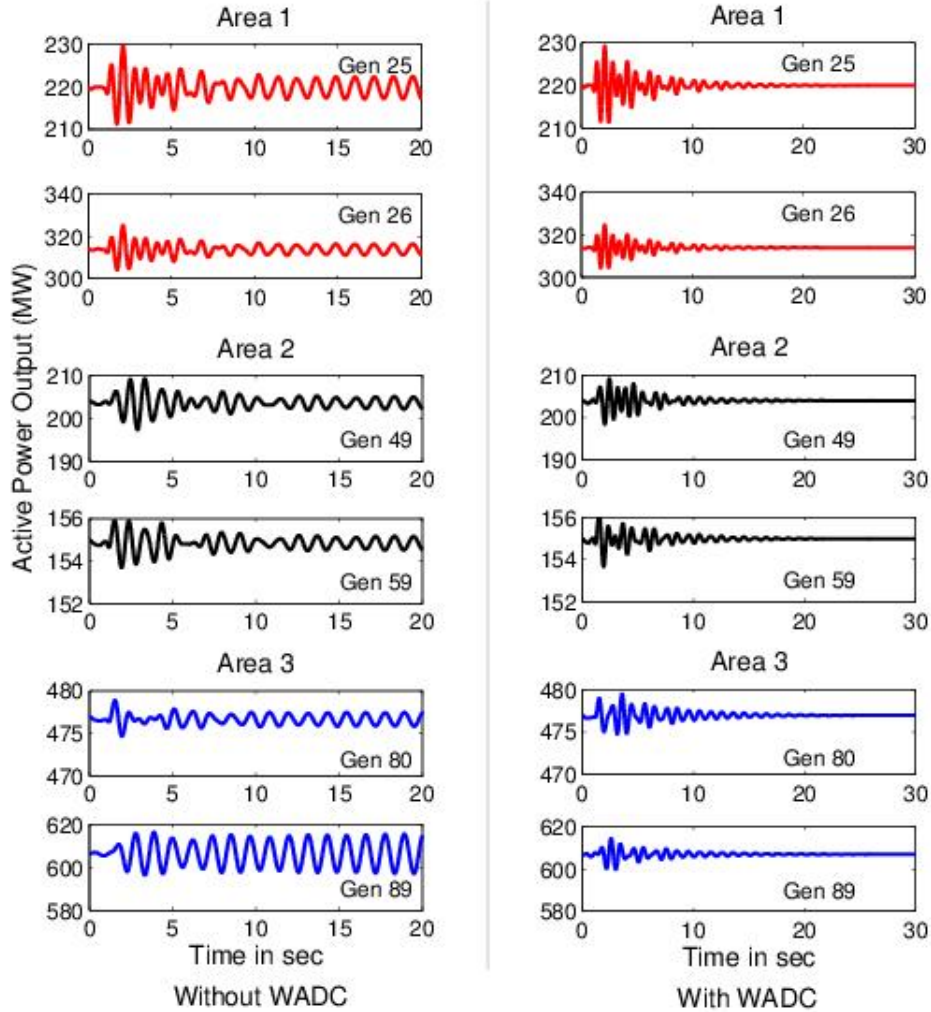 Active Power Output (MW)
Area 1
230
220
210
Gen 25
0 5 10 15 20
340
320
300
Gen 26
0 5 10 15 20
Area 2
210
200
190
Gen 49
0 5 10 15 20
156
154
152
Gen 59
0 5 10 15 20
Area 3
480
475
470
Gen 80
0 5 10 15 20
620
600
580
Gen 89
0 5 10 15 20
Time in sec
Without WADC
Area 1
230
220
210
Gen 25
0 10 20 30
340
320
300
Gen 26
0 10 20 30
Area 2
210
200
190
Gen 49
0 10 20 30
156
154
152
Gen 59
0 10 20 30
Area 3
480
475
470
Gen 80
0 10 20 30
620
600
580
Gen 89
0 10 20 30
Time in sec
With WADC